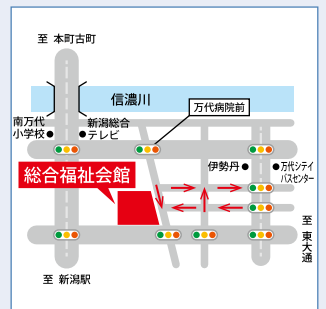 至 本町古町
信濃川
万代病院前
南万代
小学校
新潟総合
テレビ
伊勢丹
万代シテイ
バスセンター
総合福祉会館
至 東大通
至 新潟駅